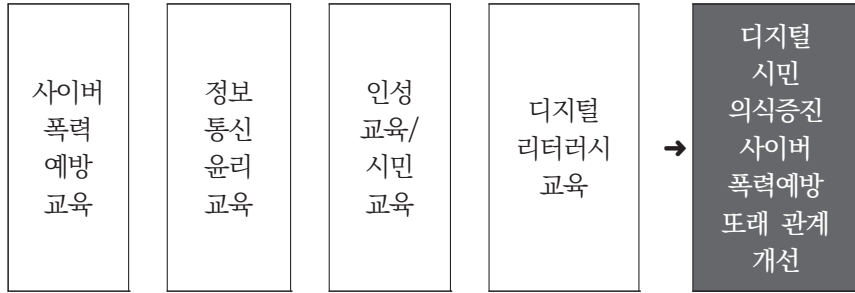 사이버
폭력
예방
교육
정보
통신
윤리
교육
인성
교육/
시민
교육
디지털
리터러시
교육
➜
디지털
시민
의식증진
사이버
폭력예방
또래 관계
개선